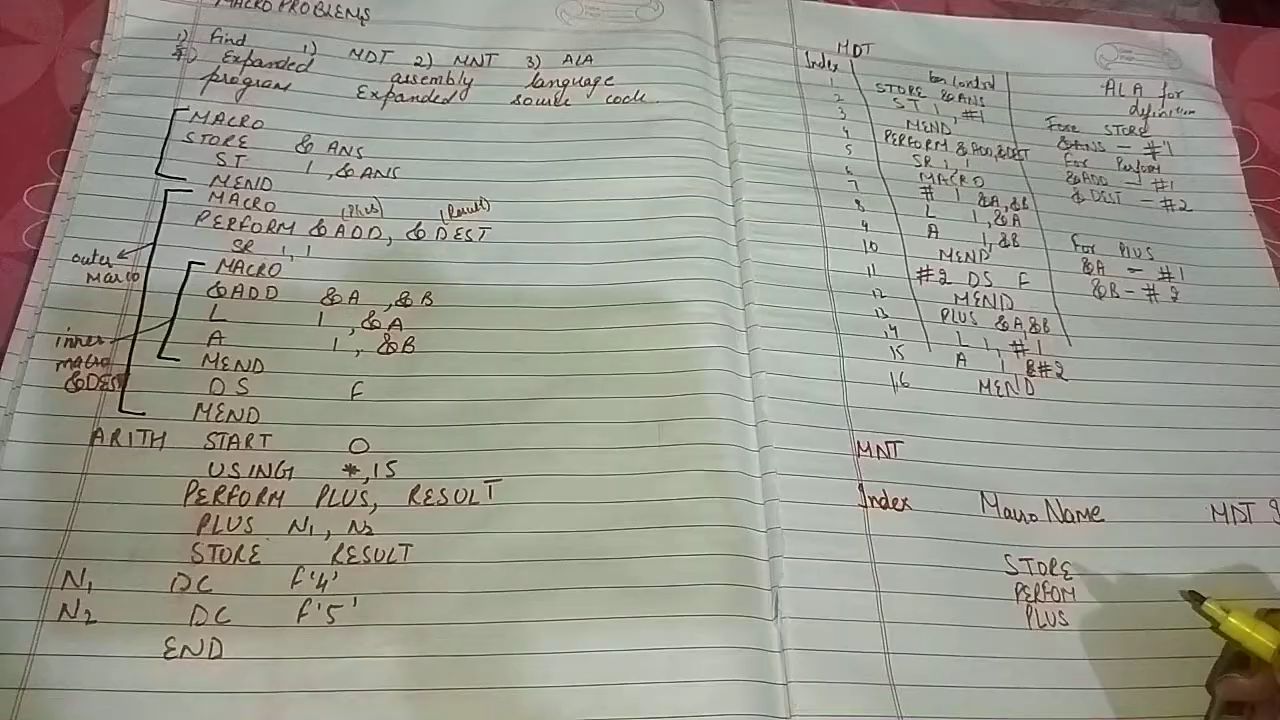 MACRO PROBLEMS
1) Find 1) MDT 2) MNT 3) ALA
Expanded assembly language
program Expanded source code.
MACRO
STORE & ANS
ST 1, &ANS
MEND
MACRO
(Plus) (Result)
PERFORM &ADD, &DEST
SR 1, 1
outer
Marco
MACRO
&ADD &A, &B
L 1, &A
A 1, &B
inner
macro
&DEST
MEND
DS F
MEND
ARITH START O
USING *,15
PERFORM PLUS, RESULT
PLUS N1, N2
STORE RESULT
N1 DC f'4'
N2 DC f'5'
END
MDT
Index
1 STORE &ANS
2 ST 1, #1
3 MEND
4 PERFORM &ADD,&DEST
5 SR 1, 1
6 MACRO
7 # 1 &A,&B
8 L 1, &A
9 A 1, &B
10 MEND
11 #2 DS F
12 MEND
13 PLUS &A,&B
14 L 1, #1
15 A 1 &#2
16 MEND
ALA for
definition
STORE
&ANS - #1
For Perform
&ADD - #1
& DEST - #2
For PLUS
&A - #1
&B - #2
MNT
Index Macro Name MDT
STORE
PERFOM
PLUS